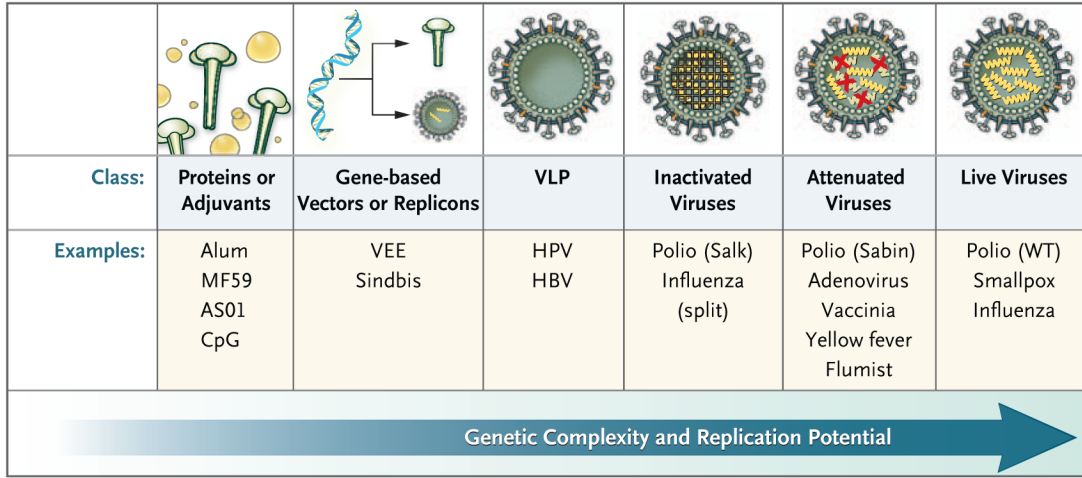 Class:
Proteins or
Adjuvants
Gene-based
Vectors or Replicons
VLP
Inactivated
Viruses
Attenuated
Viruses
Live Viruses
Examples:
Alum
MF59
AS01
CpG
VEE
Sindbis
HPV
HBV
Polio (Salk)
Influenza
(split)
Polio (Sabin)
Adenovirus
Vaccinia
Yellow fever
Flumist
Polio (WT)
Smallpox
Influenza
Genetic Complexity and Replication Potential